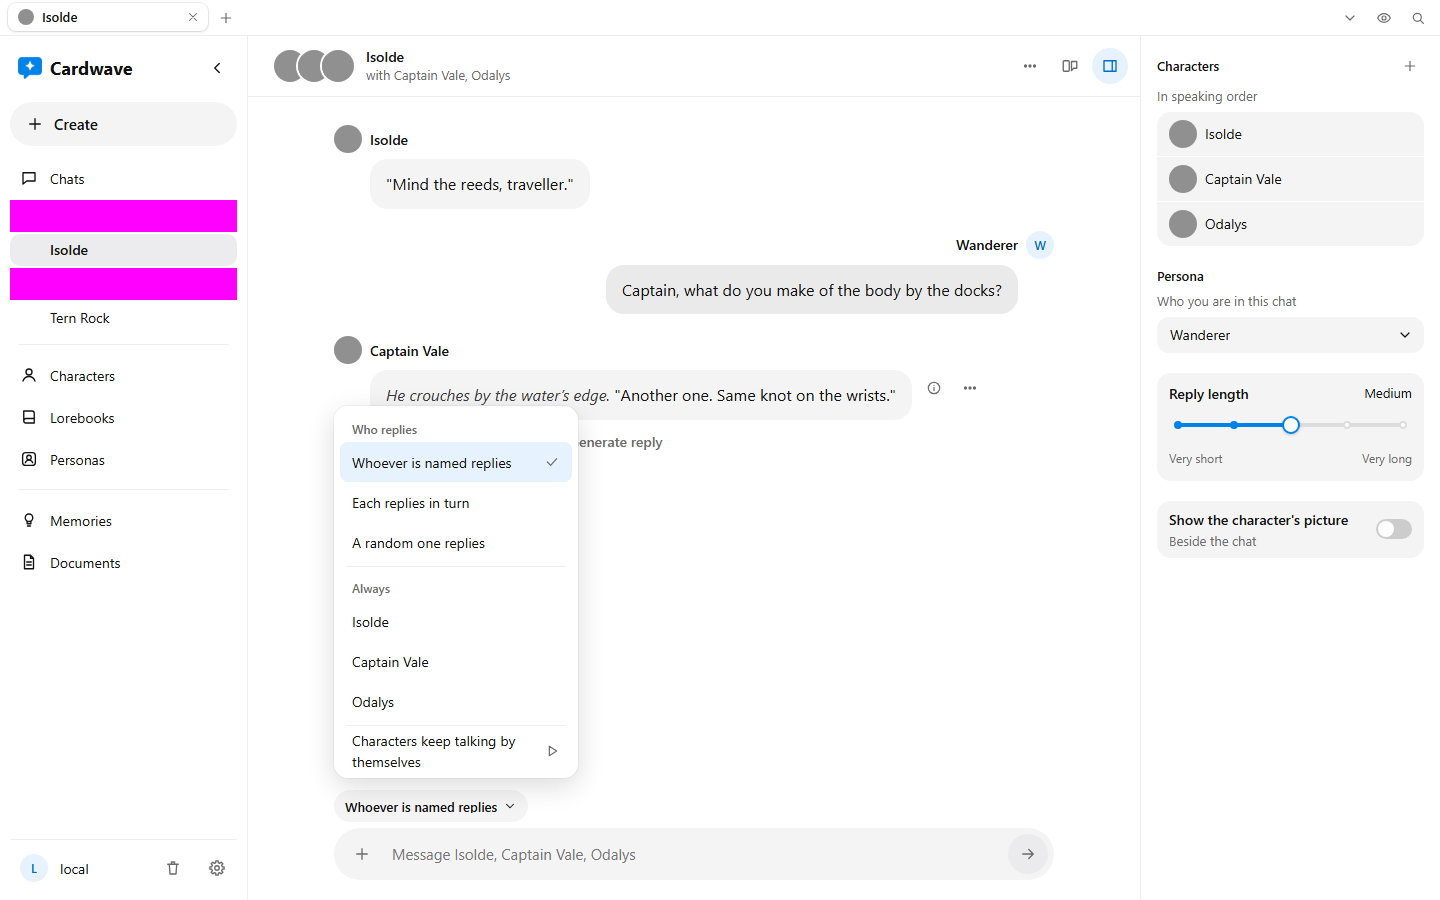 Isolde
Cardwave
Create
Chats
Isolde
Tern Rock
Characters
Lorebooks
Personas
Memories
Documents
L
local
Isolde
with Captain Vale, Odalys
Isolde
"Mind the reeds, traveller."
Wanderer
W
Captain, what do you make of the body by the docks?
Captain Vale
He crouches by the water’s edge. "Another one. Same knot on the wrists."
reply
Who replies
Whoever is named replies
Each replies in turn
A random one replies
Always
Isolde
Captain Vale
Odalys
Characters keep talking by
themselves
Whoever is named replies
Message Isolde, Captain Vale, Odalys
Characters
In speaking order
Isolde
Captain Vale
Odalys
Persona
Who you are in this chat
Wanderer
Reply length
Medium
Very short
Very long
Show the character's picture
Beside the chat